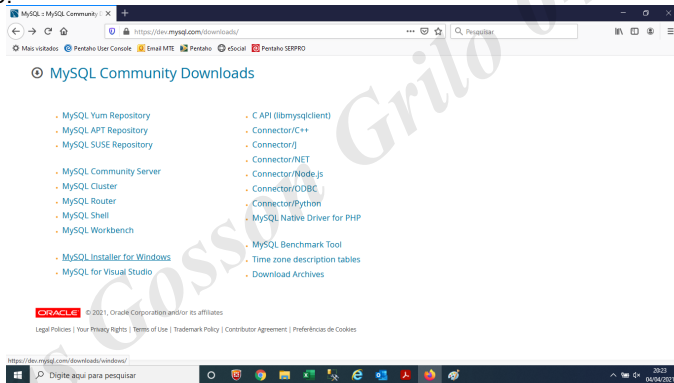 MySQL :: MySQL Community D
https://dev.mysql.com/downloads/
Pesquisar
Mais visitados Pentaho User Console Email MTE Pentaho eSocial Pentaho SERPRO
MySQL Community Downloads
MySQL Yum Repository
MySQL APT Repository
MySQL SUSE Repository
MySQL Community Server
MySQL Cluster
MySQL Router
MySQL Shell
MySQL Workbench
MySQL Installer for Windows
MySQL for Visual Studio
C API (libmysqlclient)
Connector/C++
Connector/J
Connector/NET
Connector/Node.js
Connector/ODBC
Connector/Python
MySQL Native Driver for PHP
MySQL Benchmark Tool
Time zone description tables
Download Archives
ORACLE © 2021, Oracle Corporation and/or its affiliates
Legal Policies | Your Privacy Rights | Terms of Use | Trademark Policy | Contributor Agreement | Preferências de Cookies
https://dev.mysql.com/downloads/windows/
Digite aqui para pesquisar
20:23
04/04/2021
s Gosson Grilo